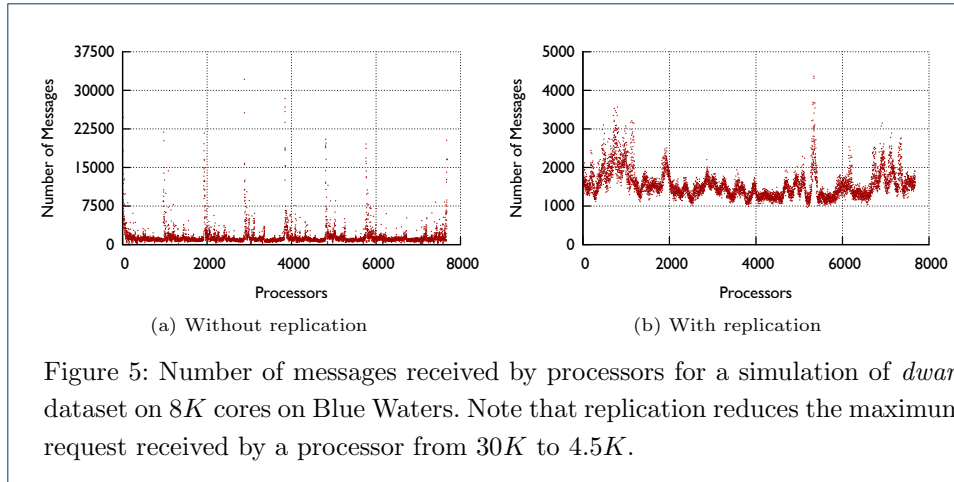 37500
30000
22500
15000
7500
0
Number of Messages
0 2000 4000 6000 8000
Processors
(a) Without replication
5000
4000
3000
2000
1000
0
Number of Messages
0 2000 4000 6000 8000
Processors
(b) With replication
Figure 5: Number of messages received by processors for a simulation of dwar
dataset on 8K cores on Blue Waters. Note that replication reduces the maximum
request received by a processor from 30K to 4.5K.